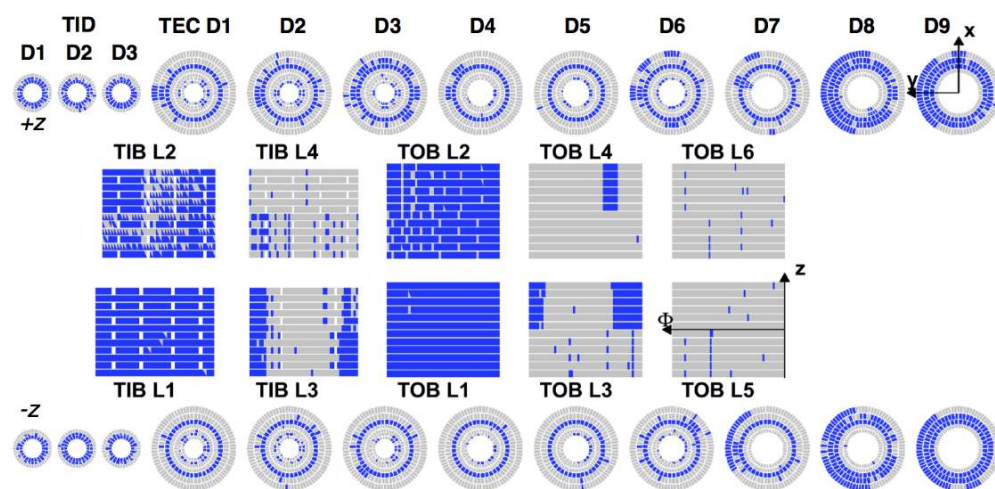 TID TEC D1 D2 D3 D4 D5 D6 D7 D8 D9
D1 D2 D3
x
y
+z
TIB L2 TIB L4 TOB L2 TOB L4 TOB L6
z
Φ
TIB L1 TIB L3 TOB L1 TOB L3 TOB L5
-z